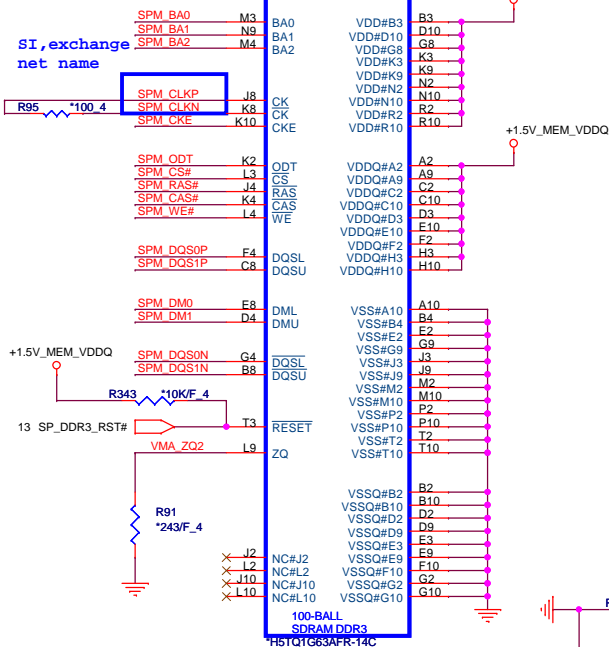 SPM_BA0 M3 BA0 VDD#B3 B3
SPM_BA1 N9 BA1 VDD#D10 D10
SPM_BA2 M4 BA2 VDD#G8 G8
SI,exchange
net name
VDD#K3 K3
VDD#K9 K9
VDD#N2 N2
SPM_CLKP J8 CK VDD#N10 N10
R95 *100_4 SPM_CLKN K8 CK VDD#R2 R2
SPM_CKE K10 CKE VDD#R10 R10
+1.5V_MEM_VDDQ
SPM_ODT K2 ODT VDDQ#A2 A2
SPM_CS# L3 CS VDDQ#A9 A9
SPM_RAS# J4 RAS VDDQ#C2 C2
SPM_CAS# K4 CAS VDDQ#C10 C10
SPM_WE# L4 WE VDDQ#D3 D3
VDDQ#E10 E10
VDDQ#F2 F2
SPM_DQS0P F4 DQSL VDDQ#H3 H3
SPM_DQS1P C8 DQSU VDDQ#H10 H10
SPM_DM0 E8 DML VSS#A10 A10
SPM_DM1 D4 DMU VSS#B4 B4
VSS#E2 E2
VSS#G9 G9
+1.5V_MEM_VDDQ
SPM_DQS0N G4 DQSL VSS#J3 J3
SPM_DQS1N B8 DQSU VSS#J9 J9
VSS#M2 M2
R343 *10K/F_4 VSS#M10 M10
VSS#P2 P2
13 SP_DDR3_RST# T3 RESET VSS#P10 P10
VSS#T2 T2
VMA_ZQ2 L9 ZQ VSS#T10 T10
VSSQ#B2 B2
VSSQ#B10 B10
R91
*243/F_4
VSSQ#D2 D2
VSSQ#D9 D9
VSSQ#E3 E3
J2 NC#J2 VSSQ#E9 E9
L2 NC#L2 VSSQ#F10 F10
J10 NC#J10 VSSQ#G2 G2
L10 NC#L10 VSSQ#G10 G10
100-BALL
SDRAM DDR3
*H5TQ1G63AFR-14C